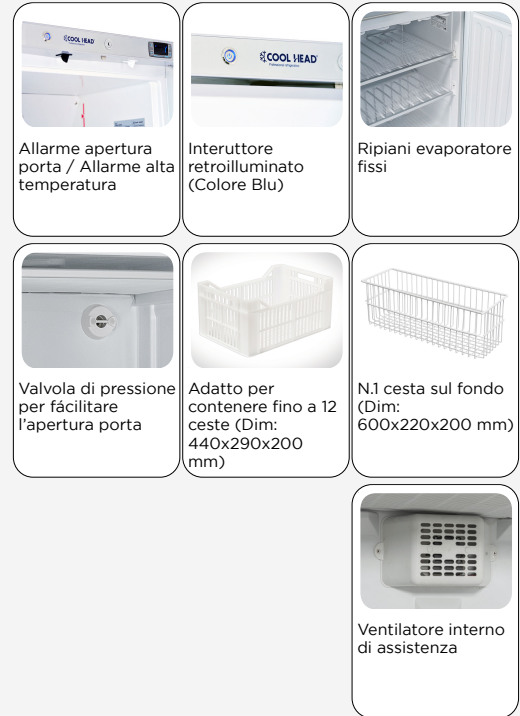 COOL HEAD
Allarme apertura
porta / Allarme alta
temperatura
COOL HEAD
Professional Refrigeration
Interuttore
retroilluminato
(Colore Blu)
Ripiani evaporatore
fissi
Valvola di pressione
per fácilitare
l'apertura porta
Adatto per
contenere fino a 12
ceste (Dim:
440x290x200
mm)
N.1 cesta sul fondo
(Dim:
600x220x200 mm)
Ventilatore interno
di assistenza